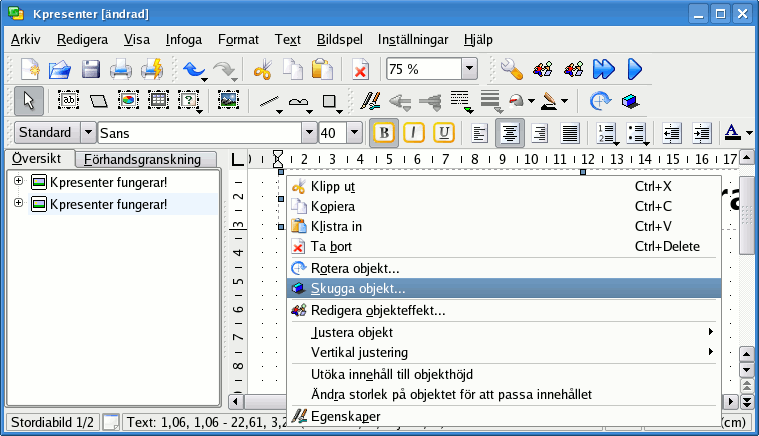 Kpresenter [ändrad]
Arkiv Redigera Visa Infoga Format Text Bildspel Inställningar Hjälp
75 %
Standard Sans 40 B I U A
Översikt Förhandsgranskning
1 2 3 4 5 6 7 8 9 10 11 12 13 14 15 16 17
Kpresenter fungerar!
Kpresenter fungerar!
2
3
4
5
6
7
8
9
ra
Klipp ut Ctrl+X
Kopiera Ctrl+C
Klistra in Ctrl+V
Ta bort Ctrl+Delete
Rotera objekt...
Skugga objekt...
Redigera objekteffekt...
Justera objekt
Vertikal justering
Utöka innehåll till objekthöjd
Ändra storlek på objektet för att passa innehållet
Egenskaper
Stordiabild 1/2 Text: 1,06, 1,06 - 22,61, 3,2 (cm)